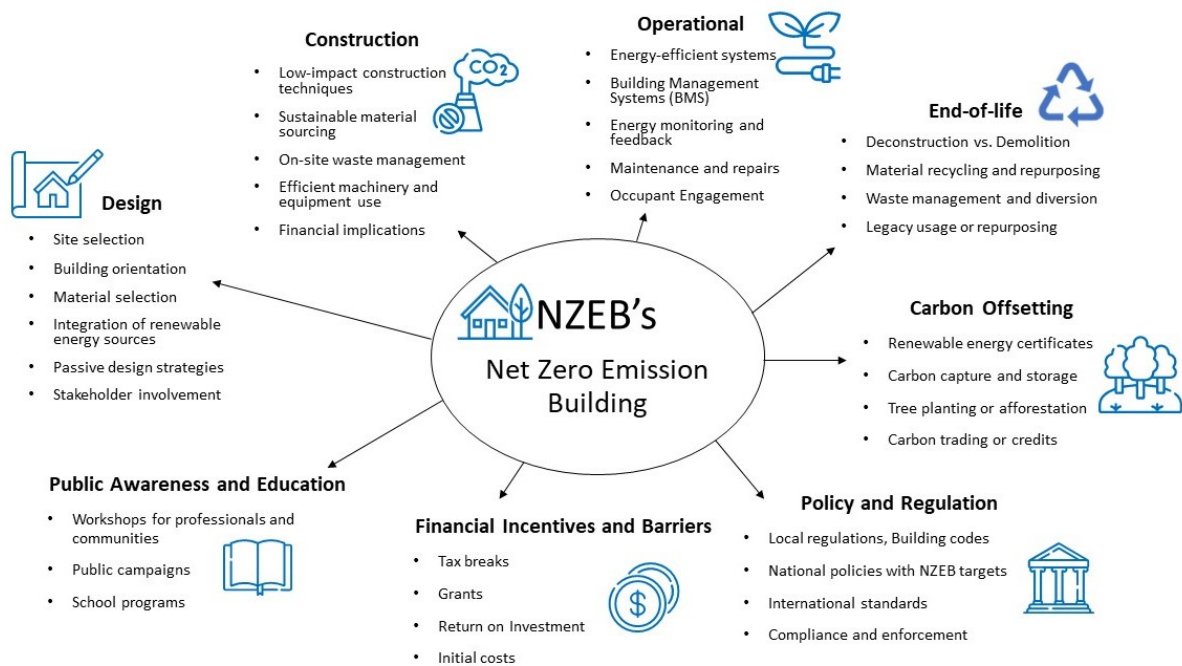 Construction
• Low-impact construction
techniques
• Sustainable material
sourcing
• On-site waste management
• Efficient machinery and
equipment use
• Financial implications
CO2
Operational
• Energy-efficient systems
• Building Management
Systems (BMS)
• Energy monitoring and
feedback
• Maintenance and repairs
• Occupant Engagement
End-of-life
• Deconstruction vs. Demolition
• Material recycling and repurposing
• Waste management and diversion
• Legacy usage or repurposing
Design
• Site selection
• Building orientation
• Material selection
• Integration of renewable
energy sources
• Passive design strategies
• Stakeholder involvement
NZEB's
Net Zero Emission
Building
Carbon Offsetting
• Renewable energy certificates
• Carbon capture and storage
• Tree planting or afforestation
• Carbon trading or credits
Public Awareness and Education
• Workshops for professionals and
communities
• Public campaigns
• School programs
Financial Incentives and Barriers
• Tax breaks
• Grants
• Return on Investment
• Initial costs
$
Policy and Regulation
• Local regulations, Building codes
• National policies with NZEB targets
• International standards
• Compliance and enforcement